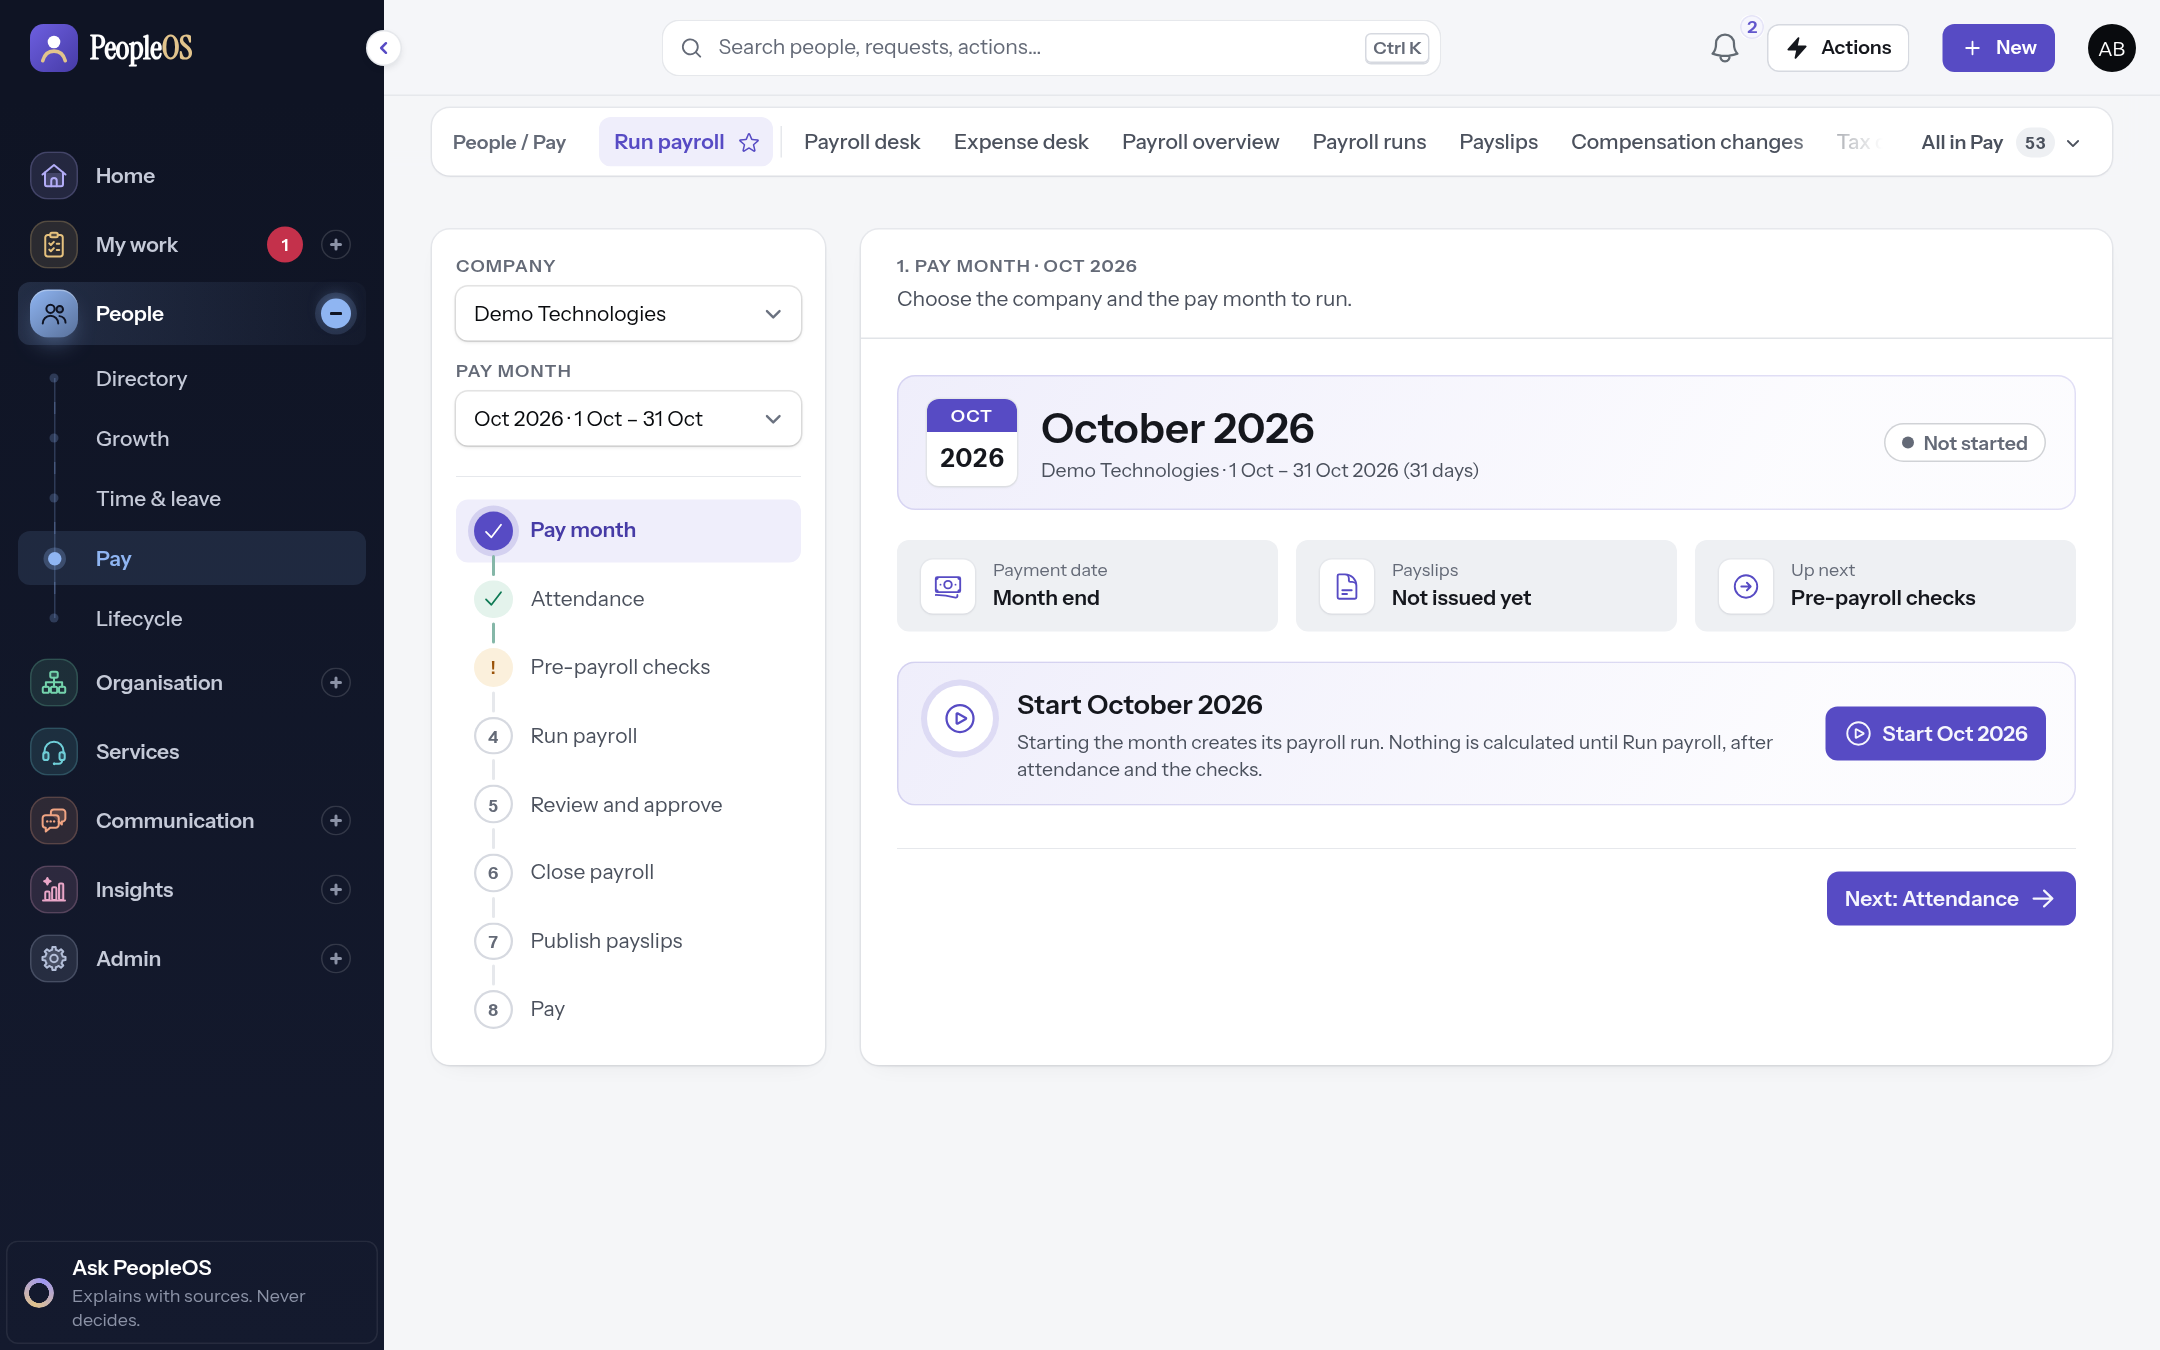 PeopleOS
Search people, requests, actions...
Ctrl K
2
Actions
New
AB
Home
My work
1
People
Directory
Growth
Time & leave
Pay
Lifecycle
Organisation
Services
Communication
Insights
Admin
Ask PeopleOS
Explains with sources. Never
decides.
People / Pay
Run payroll
Payroll desk
Expense desk
Payroll overview
Payroll runs
Payslips
Compensation changes
Tax
All in Pay
53
COMPANY
Demo Technologies
PAY MONTH
Oct 2026 · 1 Oct – 31 Oct
Pay month
Attendance
! Pre-payroll checks
4 Run payroll
5 Review and approve
6 Close payroll
7 Publish payslips
8 Pay
1. PAY MONTH · OCT 2026
Choose the company and the pay month to run.
OCT
2026
October 2026
Demo Technologies · 1 Oct – 31 Oct 2026 (31 days)
Not started
Payment date
Month end
Payslips
Not issued yet
Up next
Pre-payroll checks
Start October 2026
Starting the month creates its payroll run. Nothing is calculated until Run payroll, after
attendance and the checks.
Start Oct 2026
Next: Attendance